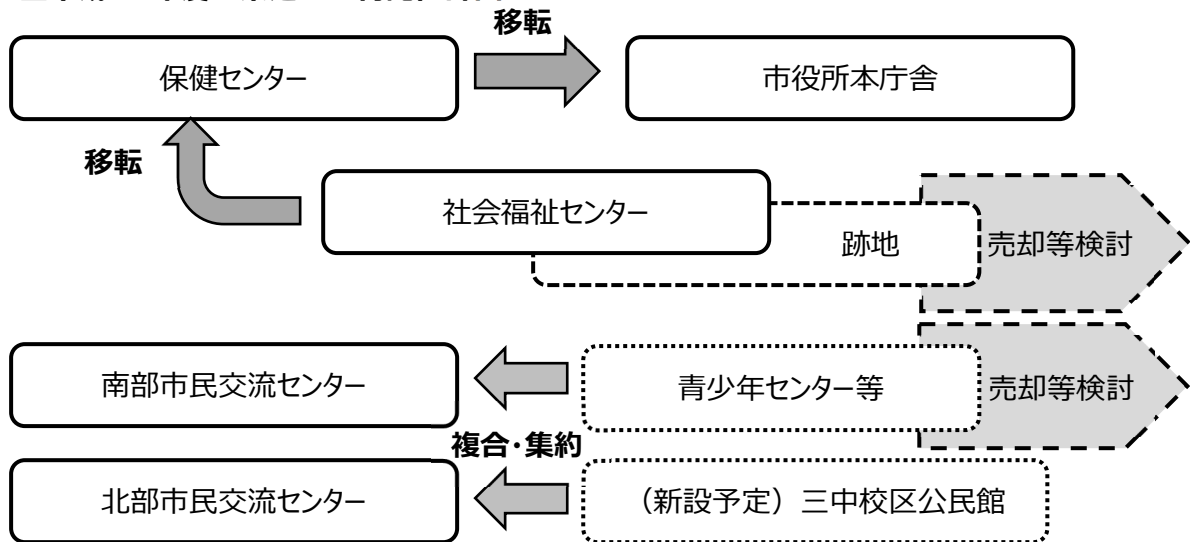 移転
保健センター
市役所本庁舎
移転
社会福祉センター
跡地
売却等検討
南部市民交流センター
青少年センター等
売却等検討
複合・集約
北部市民交流センター
（新設予定）三中校区公民館